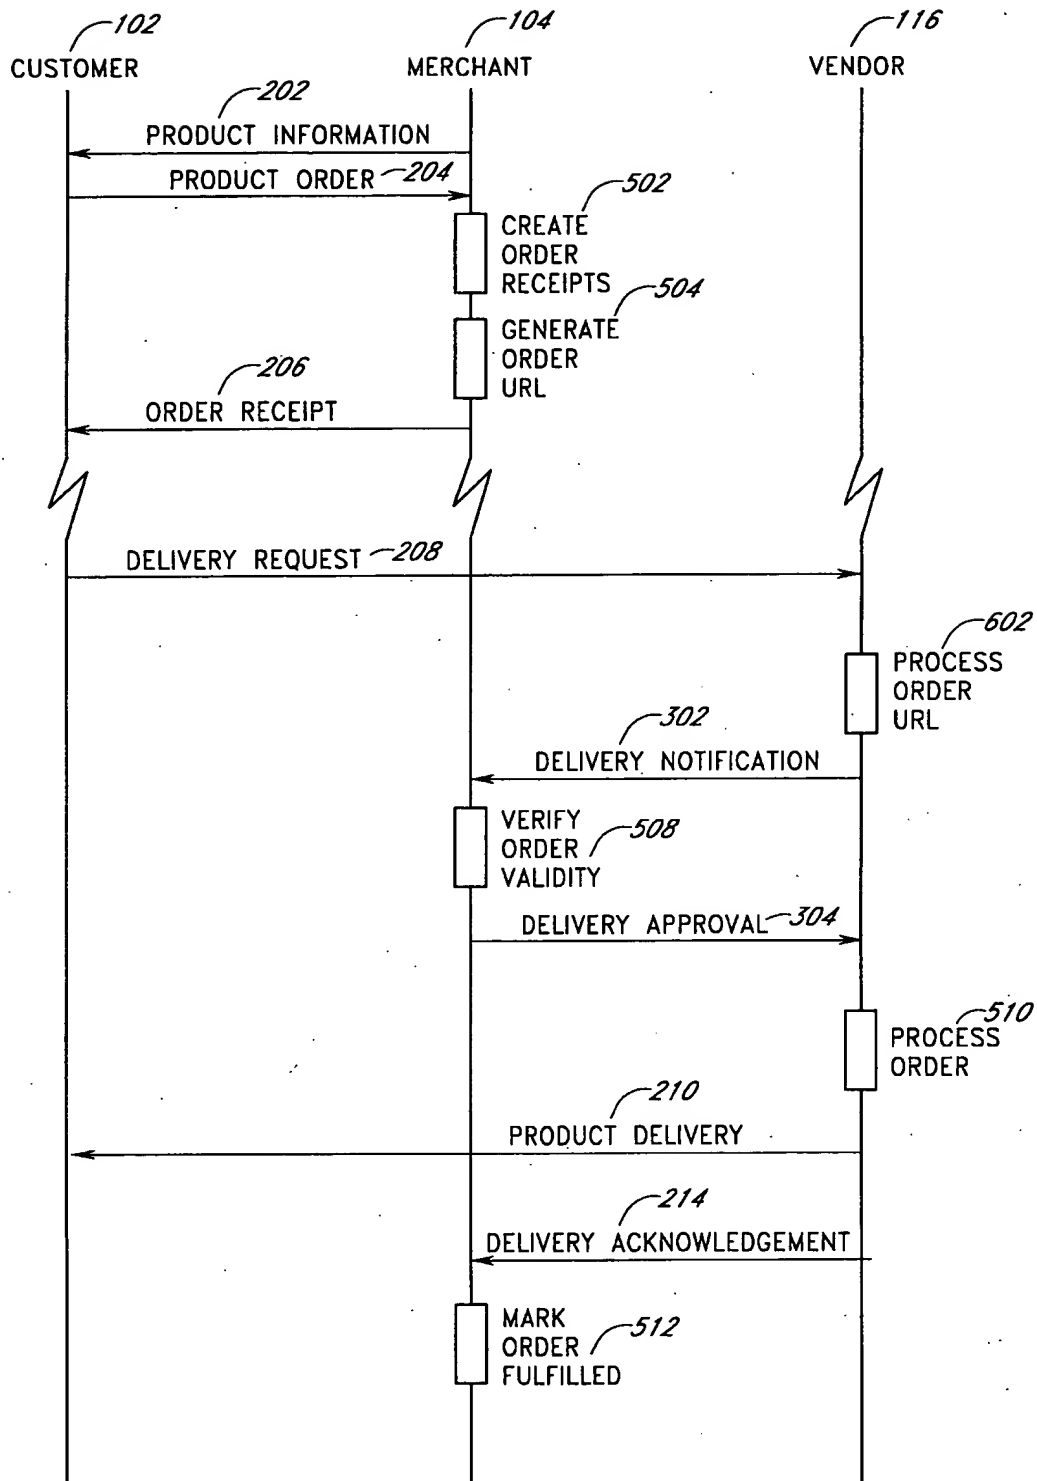 102
104
116
CUSTOMER
MERCHANT
VENDOR
202
PRODUCT INFORMATION
PRODUCT ORDER 204
502
CREATE
ORDER
RECEIPTS
504
GENERATE
ORDER
URL
206
ORDER RECEIPT
DELIVERY REQUEST 208
602
PROCESS
ORDER
URL
302
DELIVERY NOTIFICATION
VERIFY
ORDER
VALIDITY
508
DELIVERY APPROVAL 304
510
PROCESS
ORDER
210
PRODUCT DELIVERY
214
DELIVERY ACKNOWLEDGEMENT
MARK
ORDER
FULFILLED
512